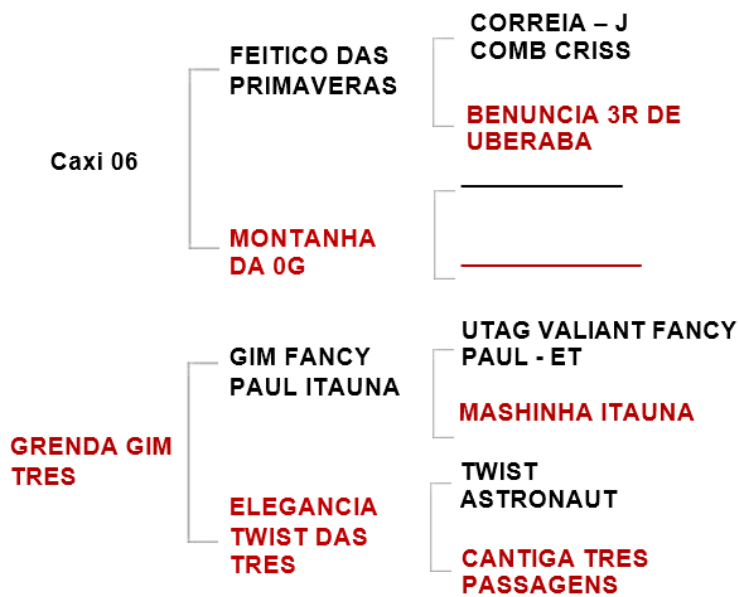 CORREIA – J
COMB CRISS
FEITICO DAS
PRIMAVERAS
BENUNCIA 3R DE
UBERABA
Caxi 06
MONTANHA
DA 0G
UTAG VALIANT FANCY
PAUL - ET
GIM FANCY
PAUL ITAUNA
MASHINHA ITAUNA
GRENDA GIM
TRES
TWIST
ASTRONAUT
ELEGANCIA
TWIST DAS
TRES
CANTIGA TRES
PASSAGENS